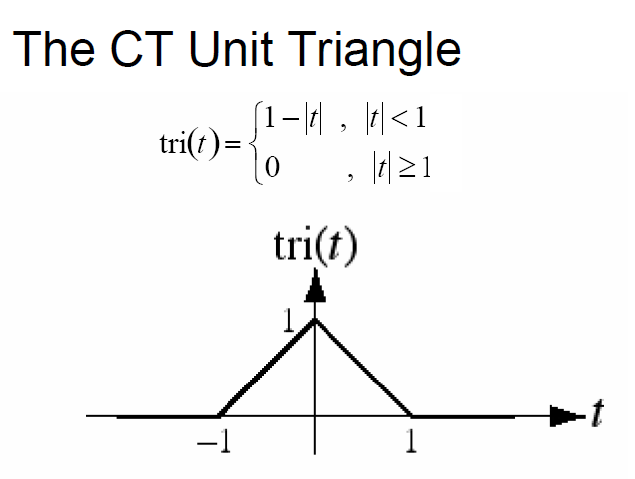 The CT Unit Triangle
tri(t) = { 1 − |t| , |t| < 1
0 , |t| ≥ 1
tri(t)
1
t
−1 1